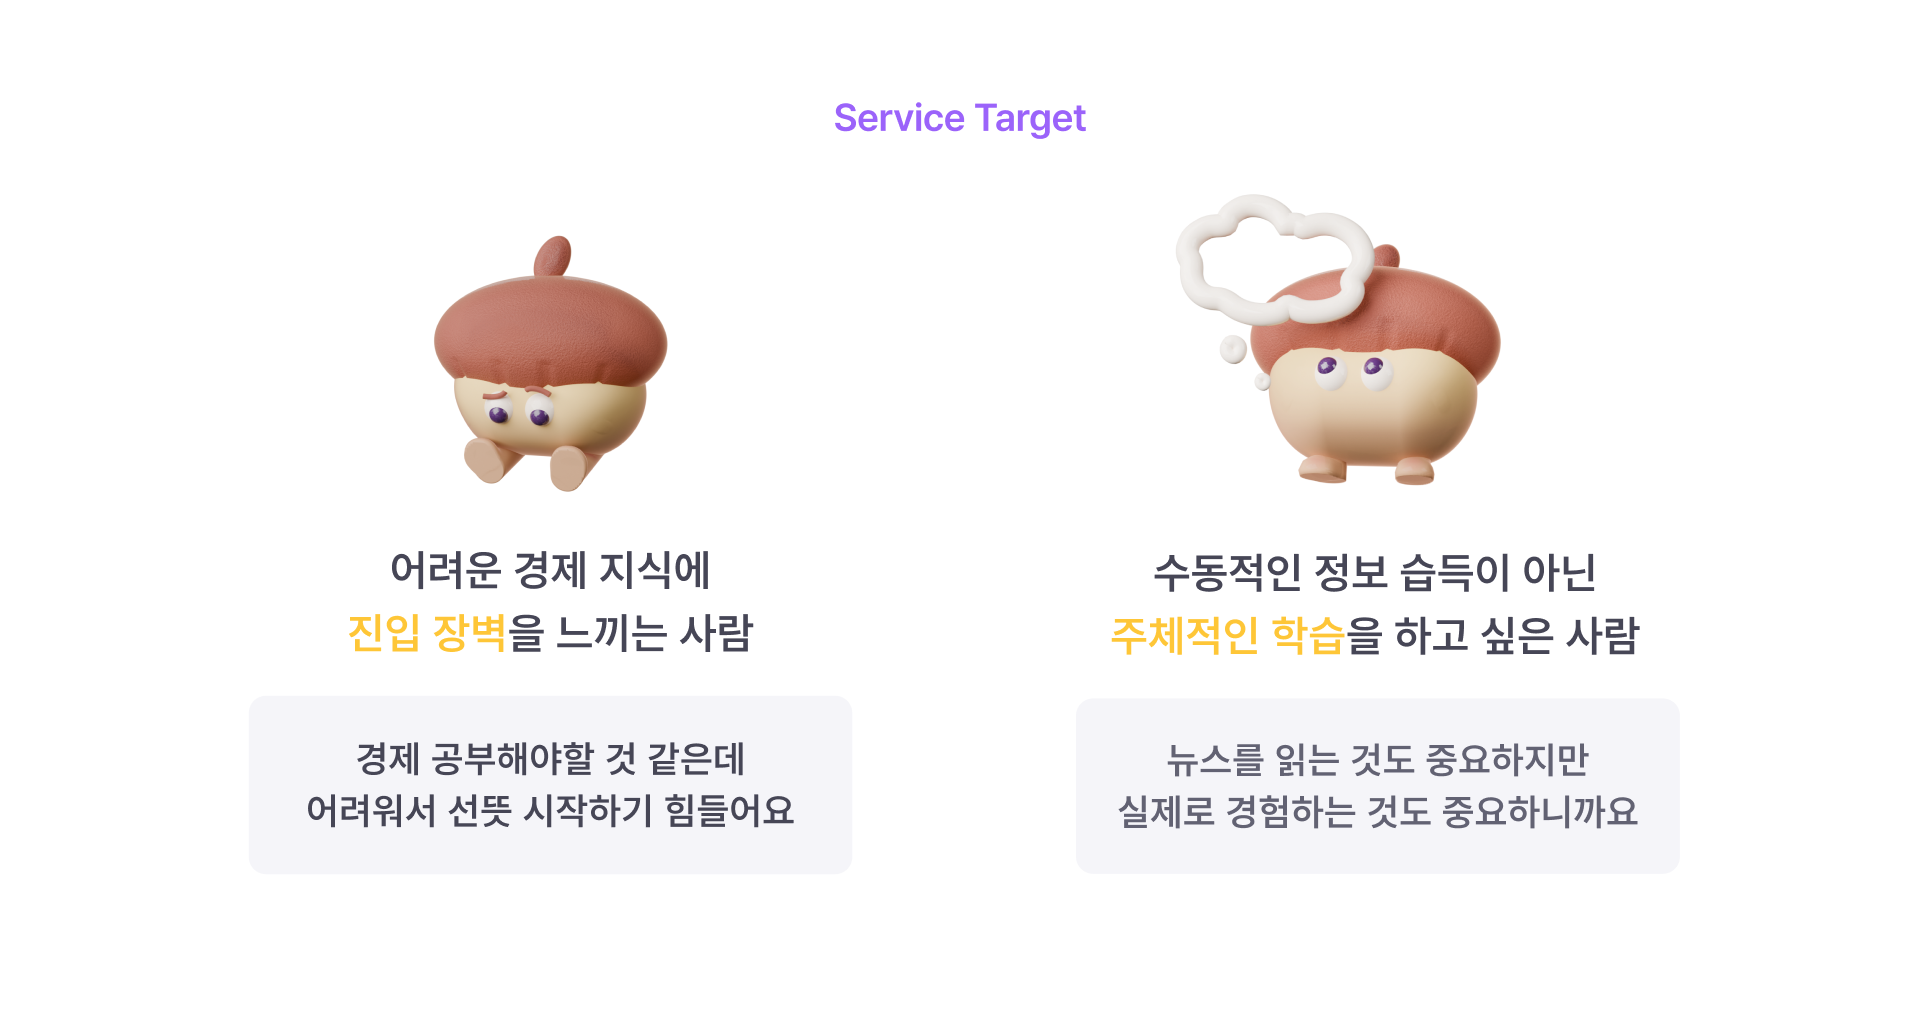 Service Target
어려운 경제 지식에
진입 장벽을 느끼는 사람
경제 공부해야할 것 같은데
어려워서 선뜻 시작하기 힘들어요
수동적인 정보 습득이 아닌
주체적인 학습을 하고 싶은 사람
뉴스를 읽는 것도 중요하지만
실제로 경험하는 것도 중요하니까요